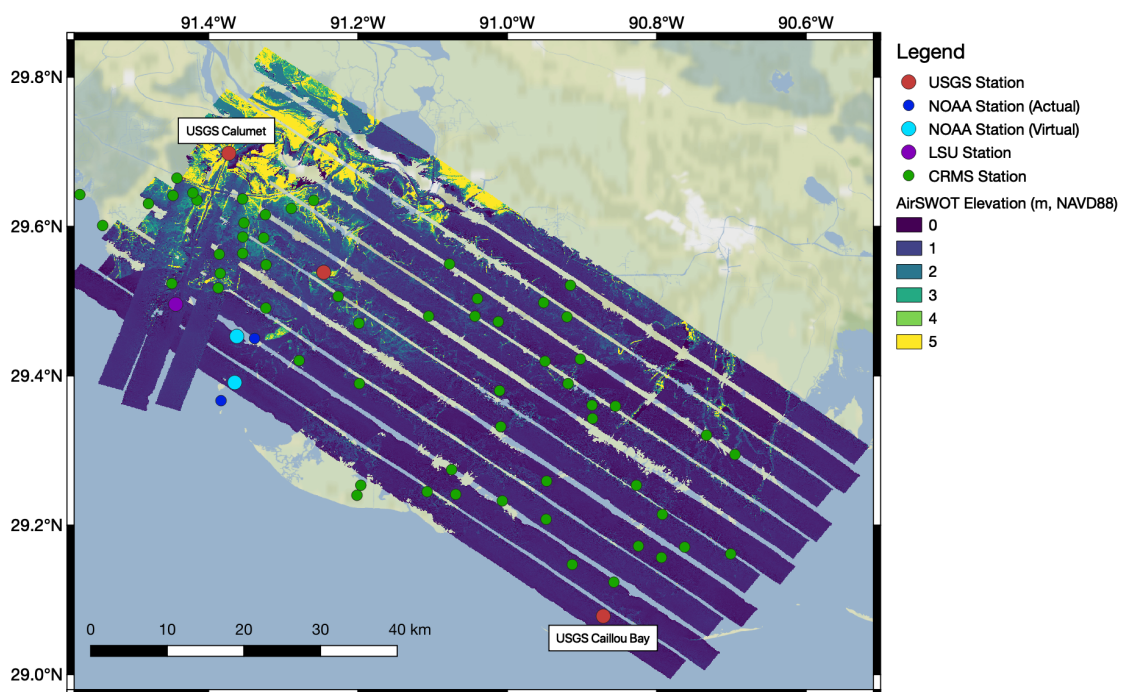 91.4°W 91.2°W 91.0°W 90.8°W 90.6°W
29.8°N
29.6°N
29.4°N
29.2°N
29.0°N
USGS Calumet
USGS Caillou Bay
0 10 20 30 40 km
Legend
USGS Station
NOAA Station (Actual)
NOAA Station (Virtual)
LSU Station
CRMS Station
AirSWOT Elevation (m, NAVD88)
0
1
2
3
4
5